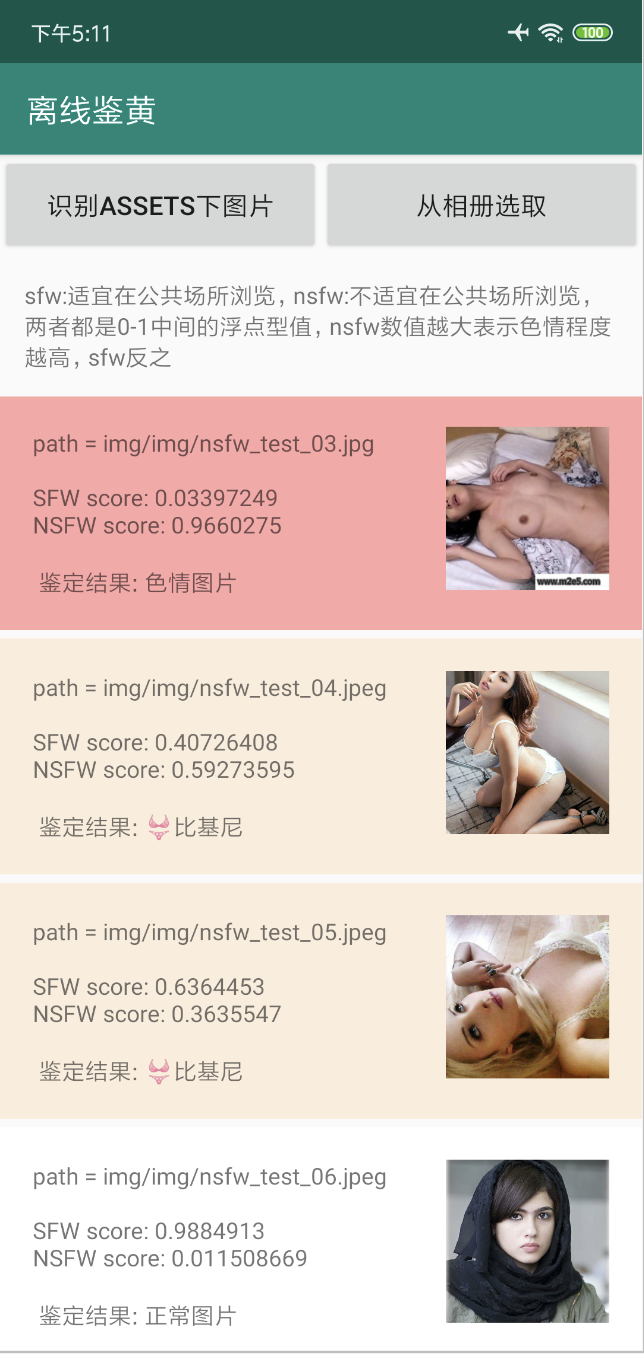 下午5:11
100
离线鉴黄
识别ASSETS下图片
从相册选取
sfw:适宜在公共场所浏览, nsfw:不适宜在公共场所浏览,
两者都是0-1中间的浮点型值, nsfw数值越大表示色情程度
越高, sfw反之
path = img/img/nsfw_test_03.jpg
SFW score: 0.03397249
NSFW score: 0.9660275
鉴定结果: 色情图片
www.m2e5.com
path = img/img/nsfw_test_04.jpeg
SFW score: 0.40726408
NSFW score: 0.59273595
鉴定结果: 👙比基尼
path = img/img/nsfw_test_05.jpeg
SFW score: 0.6364453
NSFW score: 0.3635547
鉴定结果: 👙比基尼
path = img/img/nsfw_test_06.jpeg
SFW score: 0.9884913
NSFW score: 0.011508669
鉴定结果: 正常图片